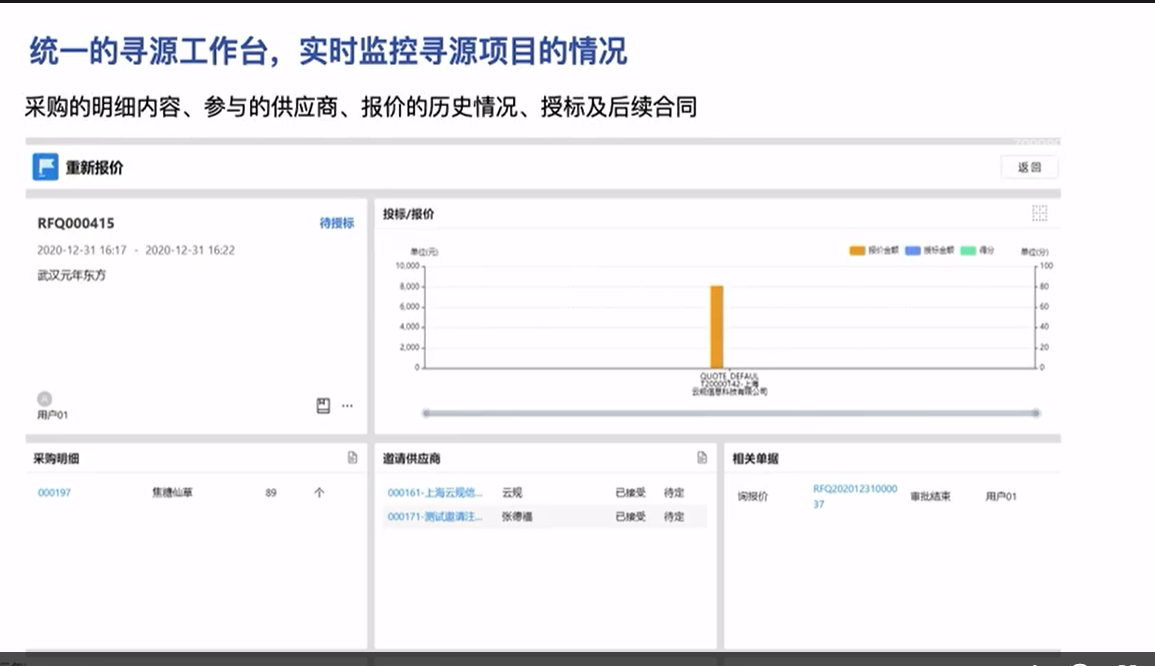 统一的寻源工作台，实时监控寻源项目的情况
采购的明细内容、参与的供应商、报价的历史情况、授标及后续合同
重新报价
返回
RFQ000415
待授标
2020-12-31 16:17 - 2020-12-31 16:22
武汉元年东方
用户01
投标/报价
单位(元)
报价金额
授标金额
得分
单位(分)
10,000
8,000
6,000
4,000
2,000
0
100
80
60
40
20
0
QUOTE_DEFAUL
T20000142-上海
云规信息科技有限公司
采购明细
000197 焦糖仙草 89 个
邀请供应商
000161-上海云规信... 云规 已接受 待定
000171-测试邀请注... 张德福 已接受 待定
相关单据
询报价 RFQ202012310000 审批结束 用户01
37